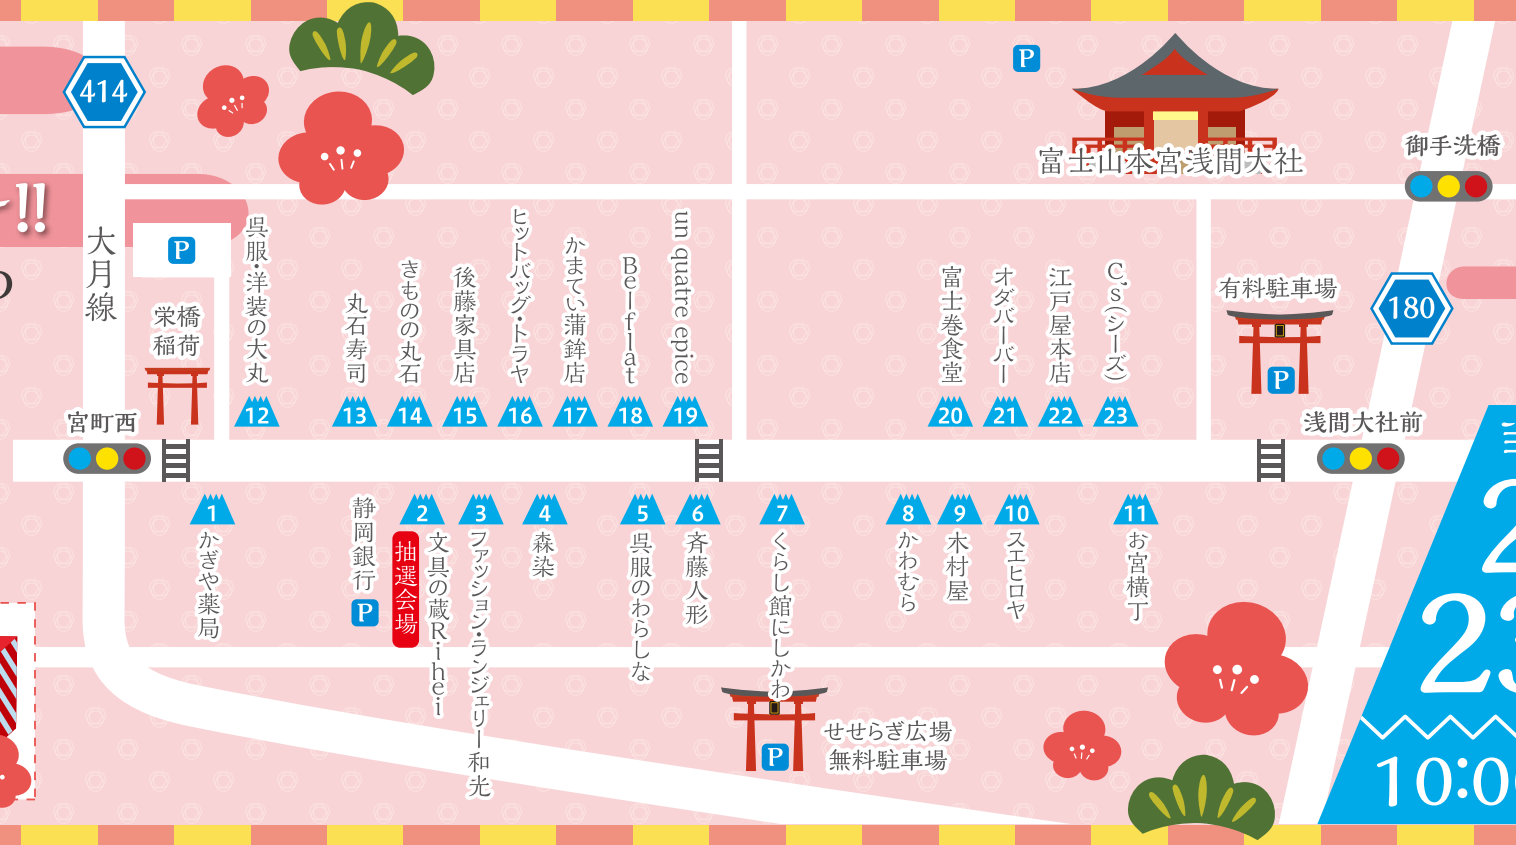 414
P
富士山本宮浅間大社
御手洗橋
!!
大月線
P
呉服・洋装の大丸
丸石寿司
きものの丸石
後藤家具店
ヒットバッグ・トラヤ
かまてい蒲鉾店
Be-flat
un quatre epice
富士巻食堂
オダバーバー
江戸屋本店
C's(シーズ)
有料駐車場
P
180
栄橋
稲荷
宮町西
12
13
14
15
16
17
18
19
20
21
22
23
浅間大社前
1
かぎや薬局
静岡銀行
P
2
抽選会場
文具の蔵Rihei
3
ファッション・ランジェリー和光
4
森染
5
呉服のわらしな
6
斉藤人形
7
くらし館にしかわ
8
かわむら
9
木村屋
10
スエヒロヤ
11
お宮横丁
P
せせらぎ広場
無料駐車場
2
23
10:0